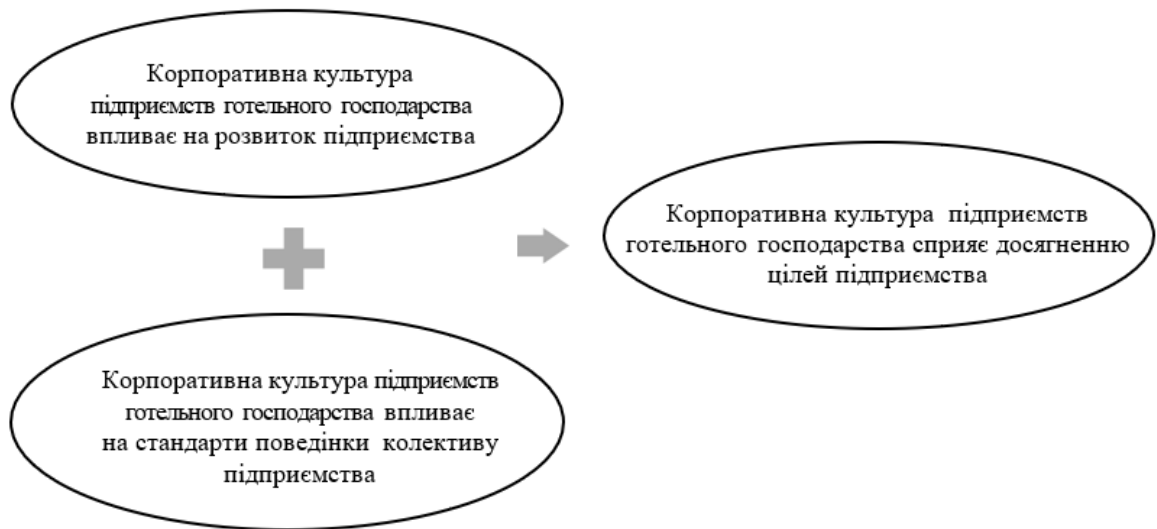 Корпоративна культура
підприємств готельного господарства
впливає на розвиток підприємства
Корпоративна культура підприємств
готельного господарства впливає
на стандарти поведінки колективу
підприємства
Корпоративна культура підприємств
готельного господарства сприяє досягненню
цілей підприємства